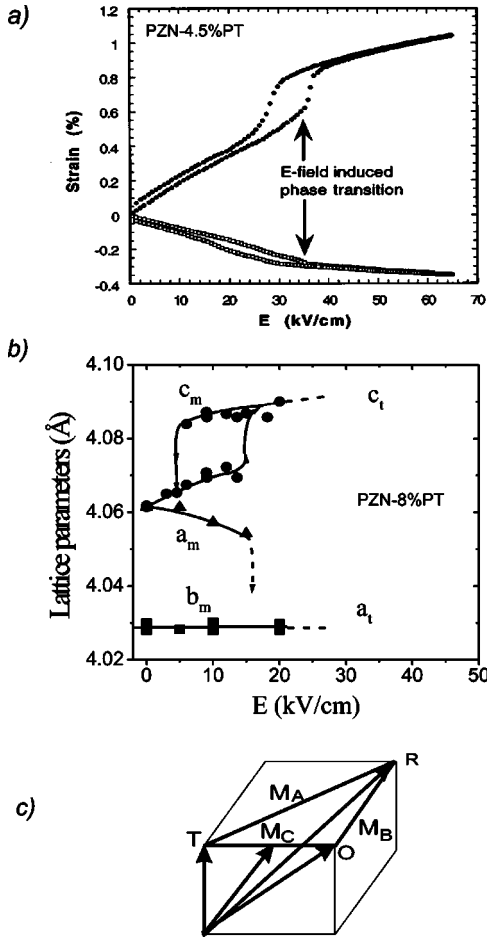 a)
PZN-4.5%PT
1.2
1
0.8
0.6
0.4
0.2
0
-0.2
-0.4
Strain (%)
E-field induced
phase transition
0 10 20 30 40 50 60 70
E (kV/cm)
b)
4.10
4.08
4.06
4.04
4.02
Lattice parameters (Å)
c_m
c_t
PZN-8%PT
a_m
b_m
a_t
0 10 20 30 40 50
E (kV/cm)
c)
R
M_A
T
M_C
M_B
O